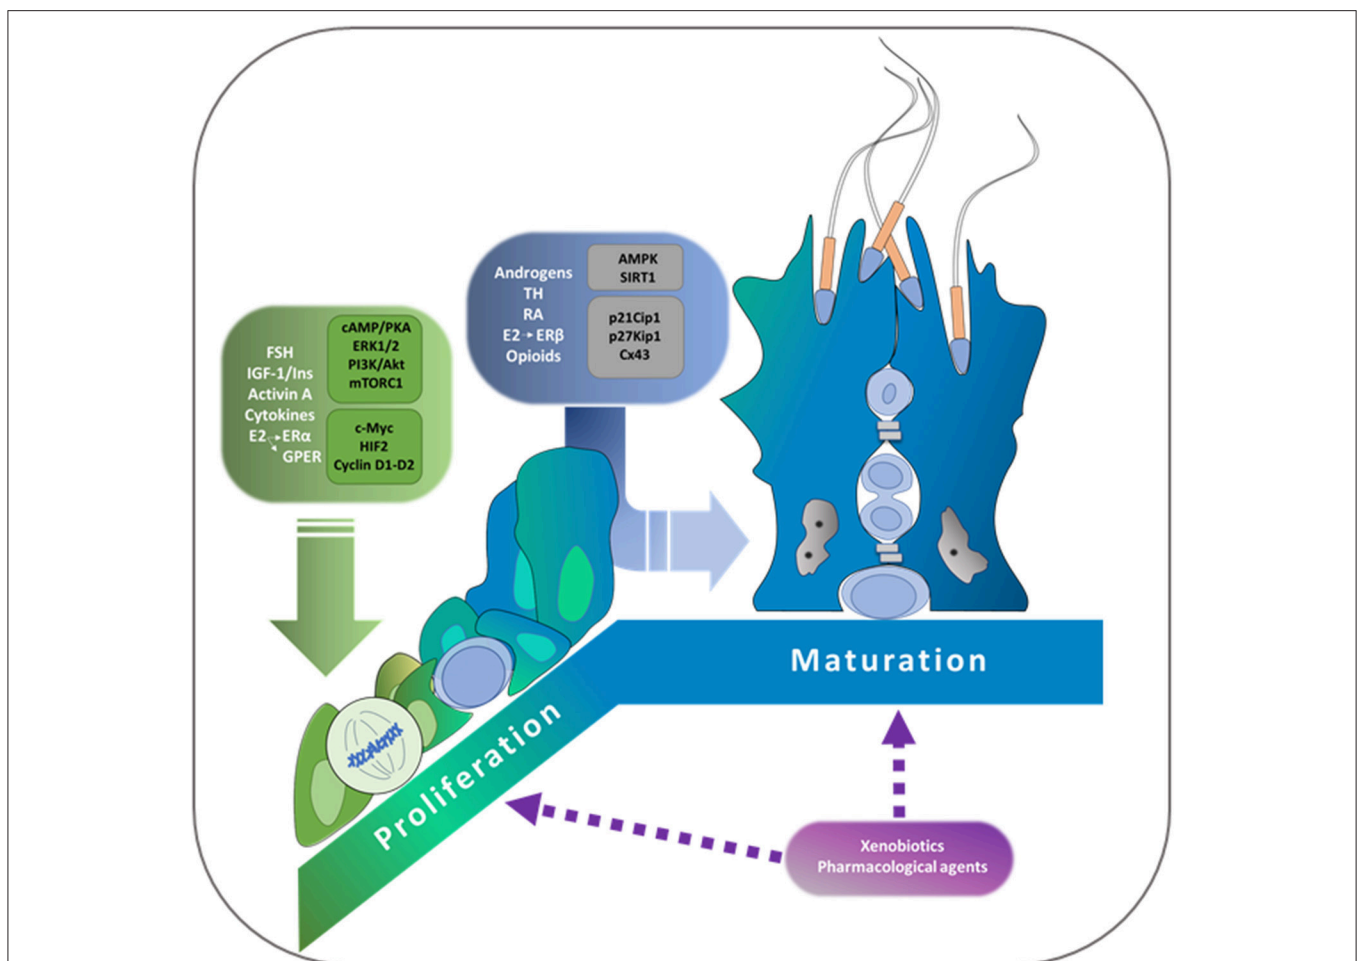 Androgens
TH
RA
E2→ERβ
Opioids
AMPK
SIRT1
p21Cip1
p27Kip1
Cx43
FSH
IGF-1/Ins
Activin A
Cytokines
E2→ERα
GPER
cAMP/PKA
ERK1/2
PI3K/Akt
mTORC1
c-Myc
HIF2
Cyclin D1-D2
Maturation
Proliferation
Xenobiotics
Pharmacological agents